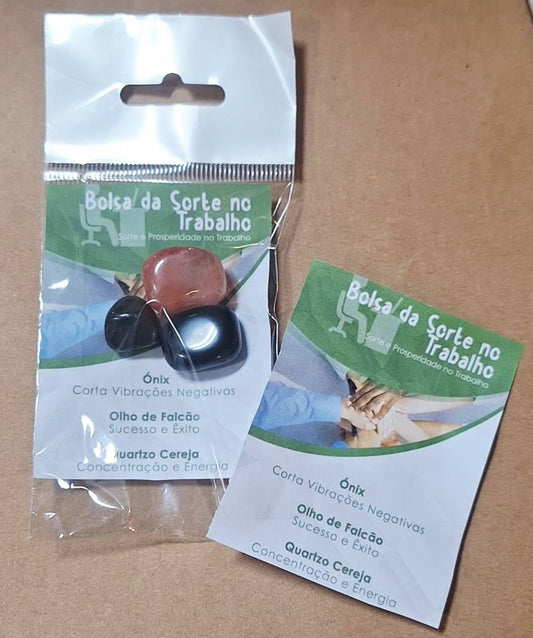 Bolsa da Sorte no
Trabalho
Sorte e Prosperidade no Trabalho
Ónix
Corta Vibrações Negativas
Olho de Falcão
Sucesso e Êxito
Quartzo Cereja
Concentração e Energia
Bolsa da Sorte no
Trabalho
Sorte e Prosperidade no Trabalho
Ónix
Corta Vibrações Negativas
Olho de Falcão
Sucesso e Êxito
Quartzo Cereja
Concentração e Energia